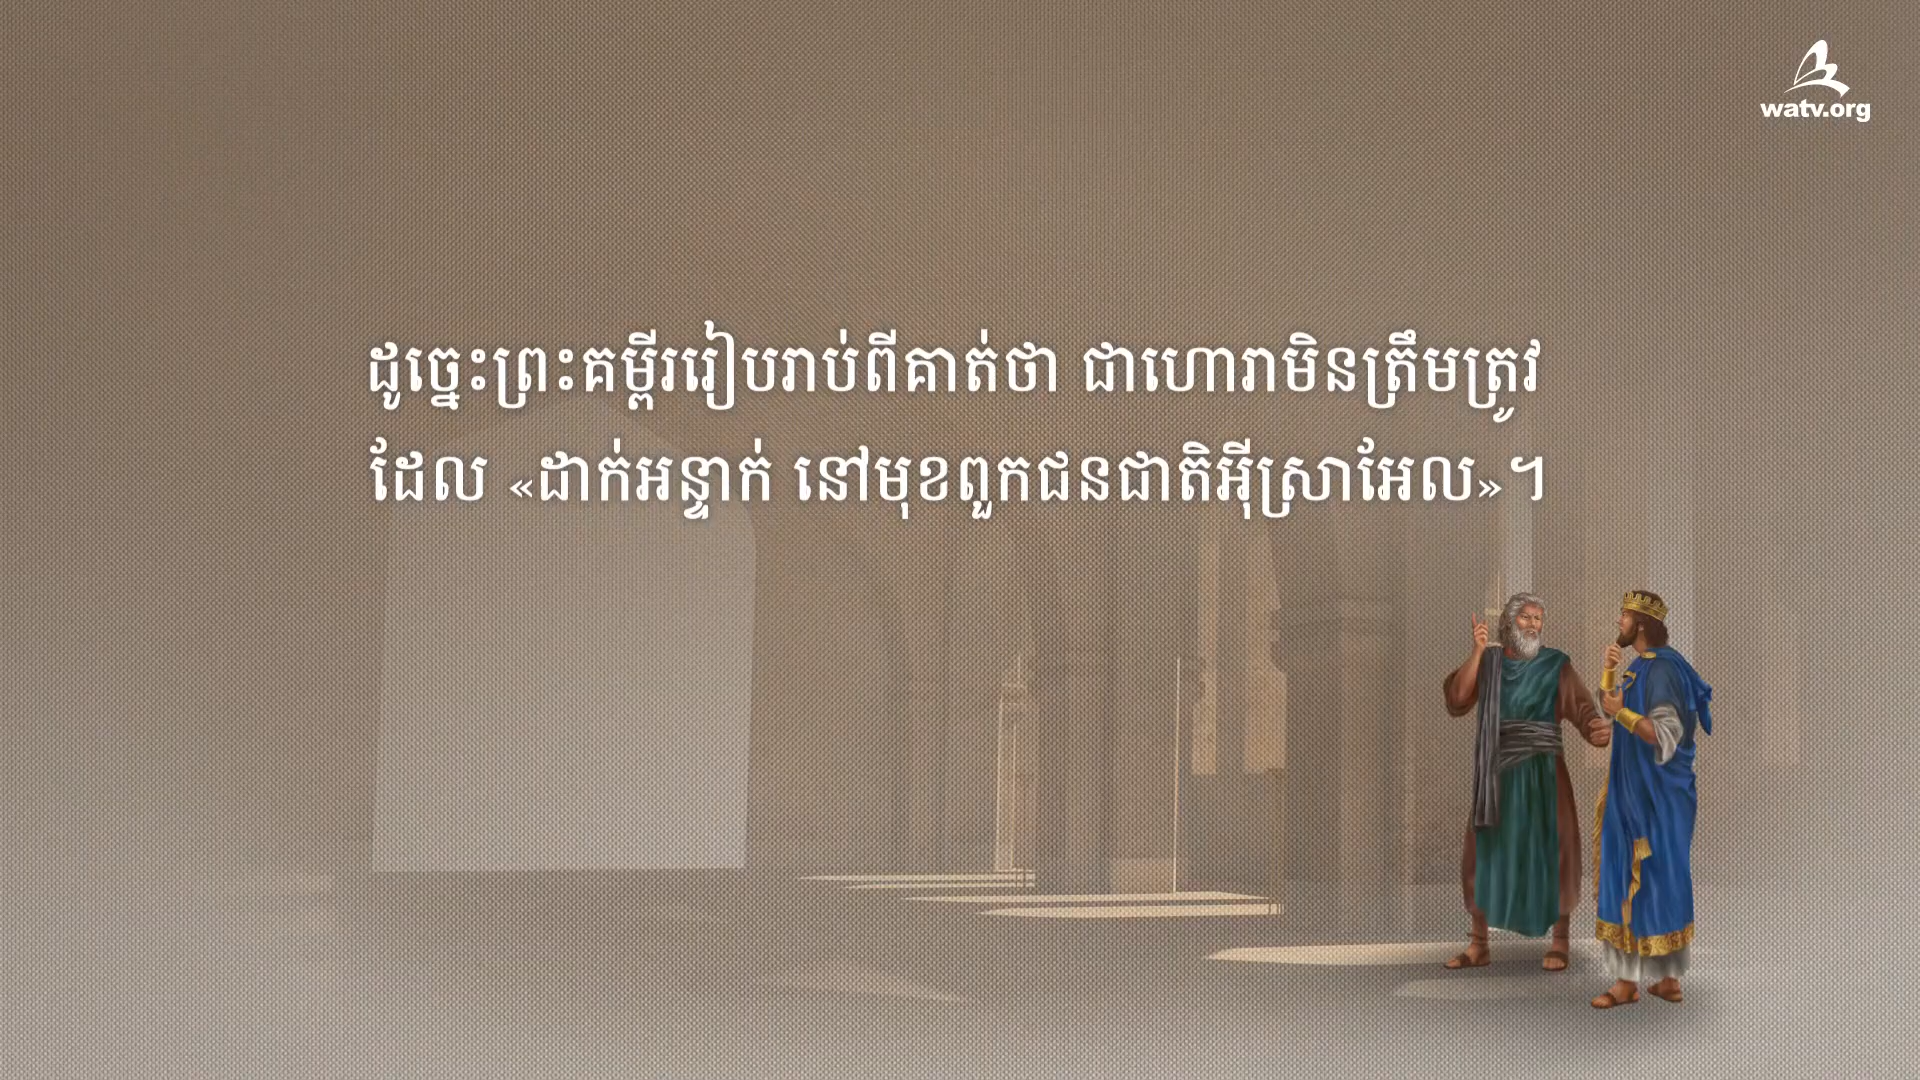 watv.org
ដូច្នេះព្រះគម្ពីររៀបរាប់ពីគាត់ថា ជាហោរាមិនត្រឹមត្រូវ
ដែល «ដាក់អន្ទាក់ នៅមុខពួកជនជាតិអ៊ីស្រាអែល»។